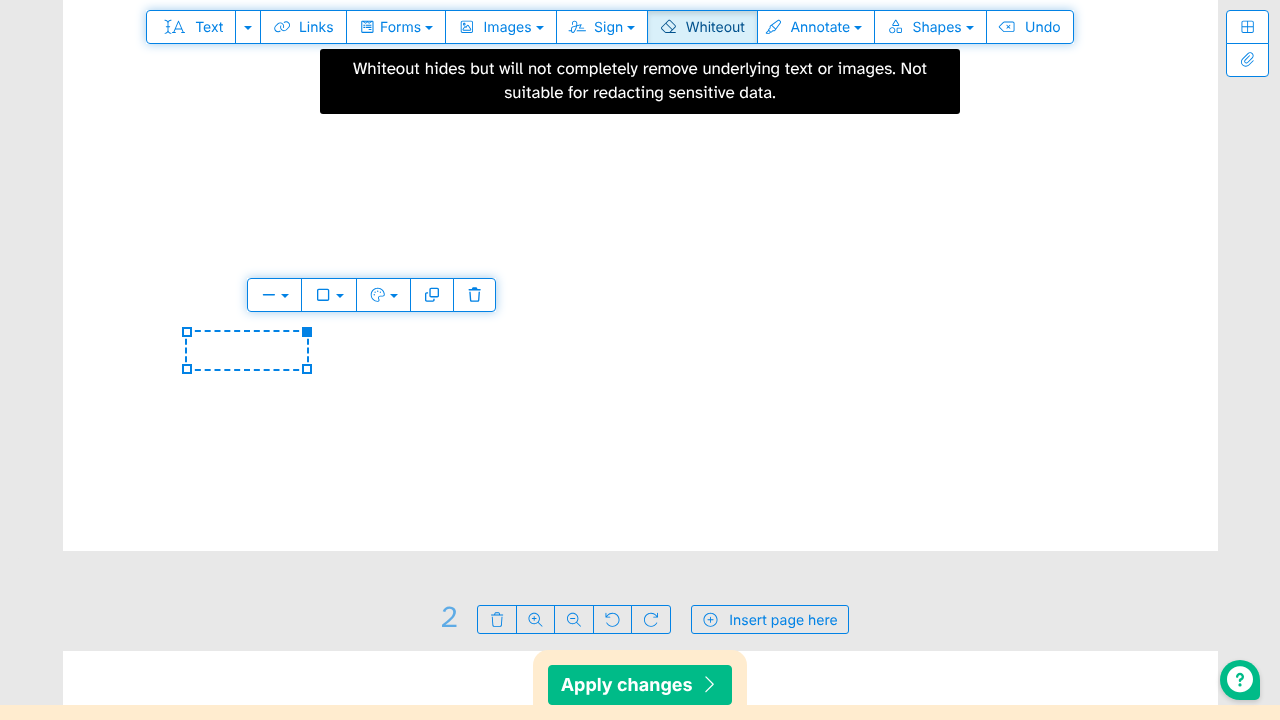 Text
Links
Forms
Images
Sign
Whiteout
Annotate
Shapes
Undo
Whiteout hides but will not completely remove underlying text or images. Not
suitable for redacting sensitive data.
2
Insert page here
Apply changes